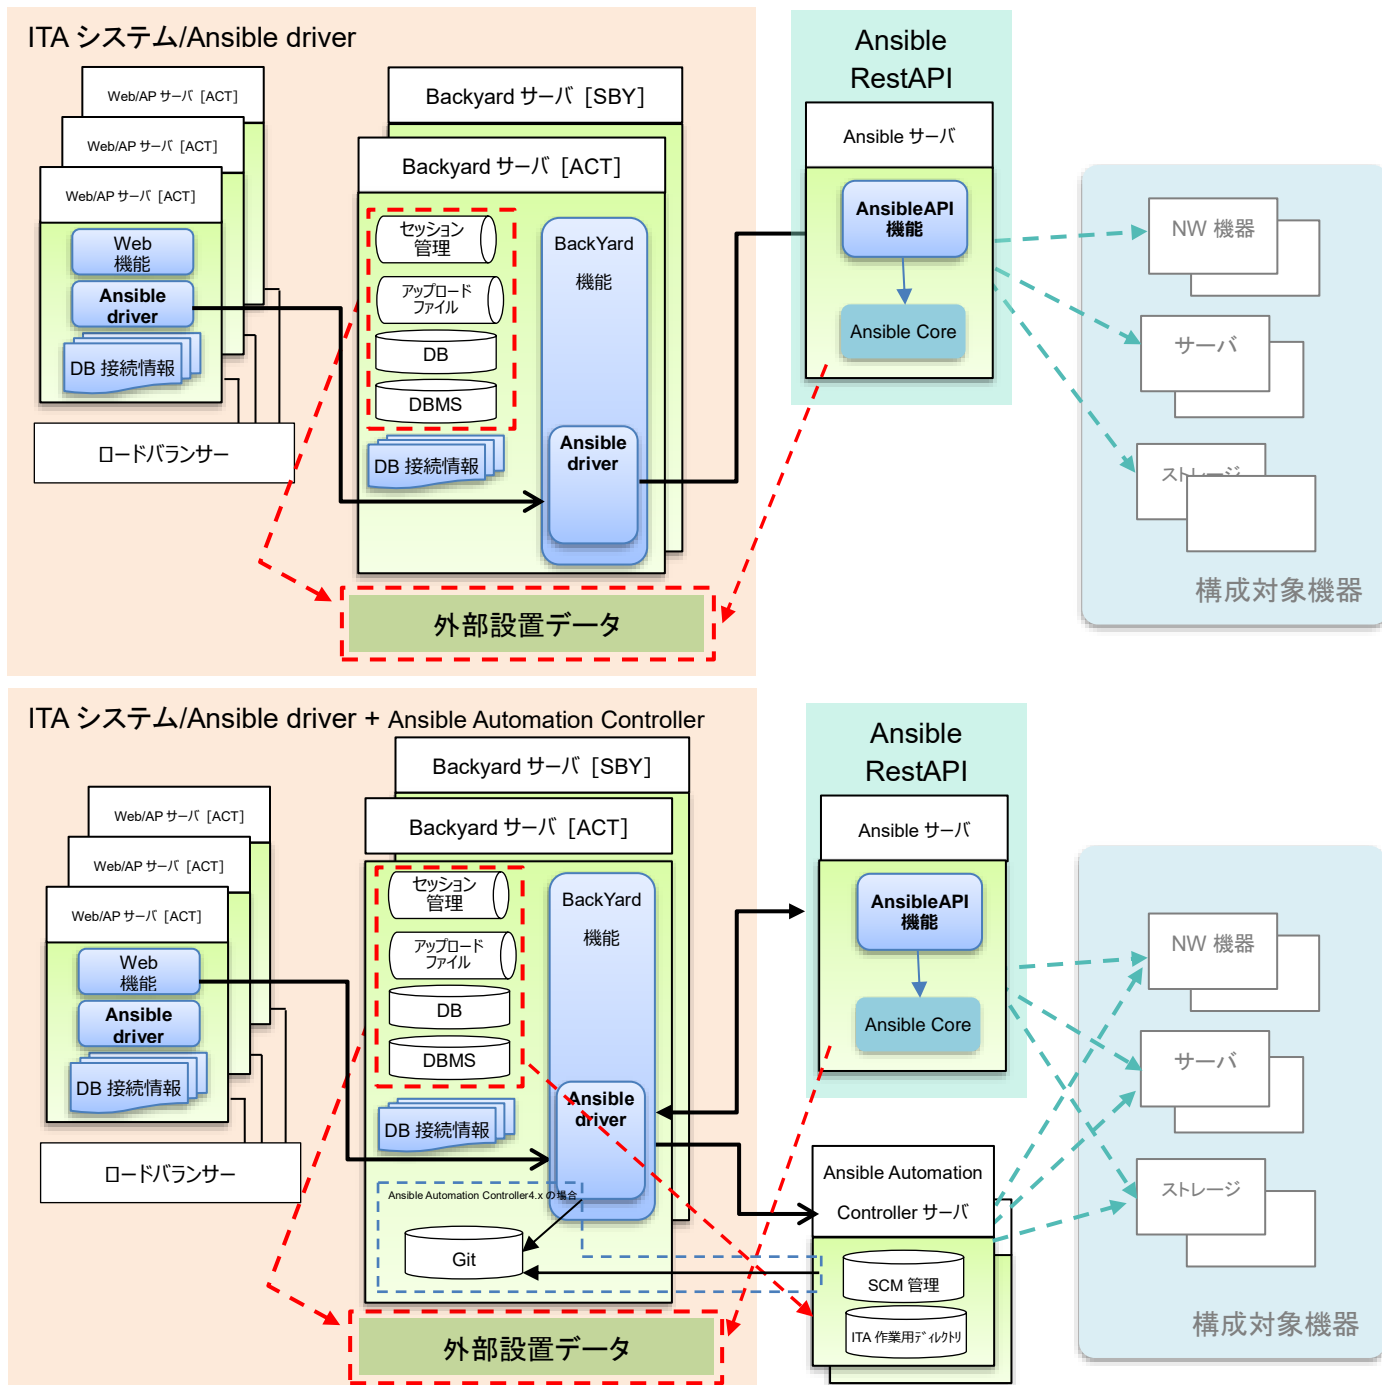 ITA システム/Ansible driver
Ansible
RestAPI
Web/AP サーバ [ACT]
Web/AP サーバ [ACT]
Web/AP サーバ [ACT]
Web
機能
Ansible
driver
DB 接続情報
ロードバランサー
Backyard サーバ [SBY]
Backyard サーバ [ACT]
セッション
管理
アップロード
ファイル
DB
DBMS
DB 接続情報
BackYard
機能
Ansible
driver
外部設置データ
Ansible サーバ
AnsibleAPI
機能
Ansible Core
NW 機器
サーバ
ストレージ
構成対象機器
ITA システム/Ansible driver + Ansible Automation Controller
Ansible
RestAPI
Web/AP サーバ [ACT]
Web/AP サーバ [ACT]
Web/AP サーバ [ACT]
Web
機能
Ansible
driver
DB 接続情報
ロードバランサー
Backyard サーバ [SBY]
Backyard サーバ [ACT]
セッション
管理
アップロード
ファイル
DB
DBMS
DB 接続情報
BackYard
機能
Ansible
driver
Ansible Automation Controller4.x の場合
Git
外部設置データ
Ansible サーバ
AnsibleAPI
機能
Ansible Core
Ansible Automation
Controller サーバ
SCM 管理
ITA 作業用ディレクトリ
NW 機器
サーバ
ストレージ
構成対象機器